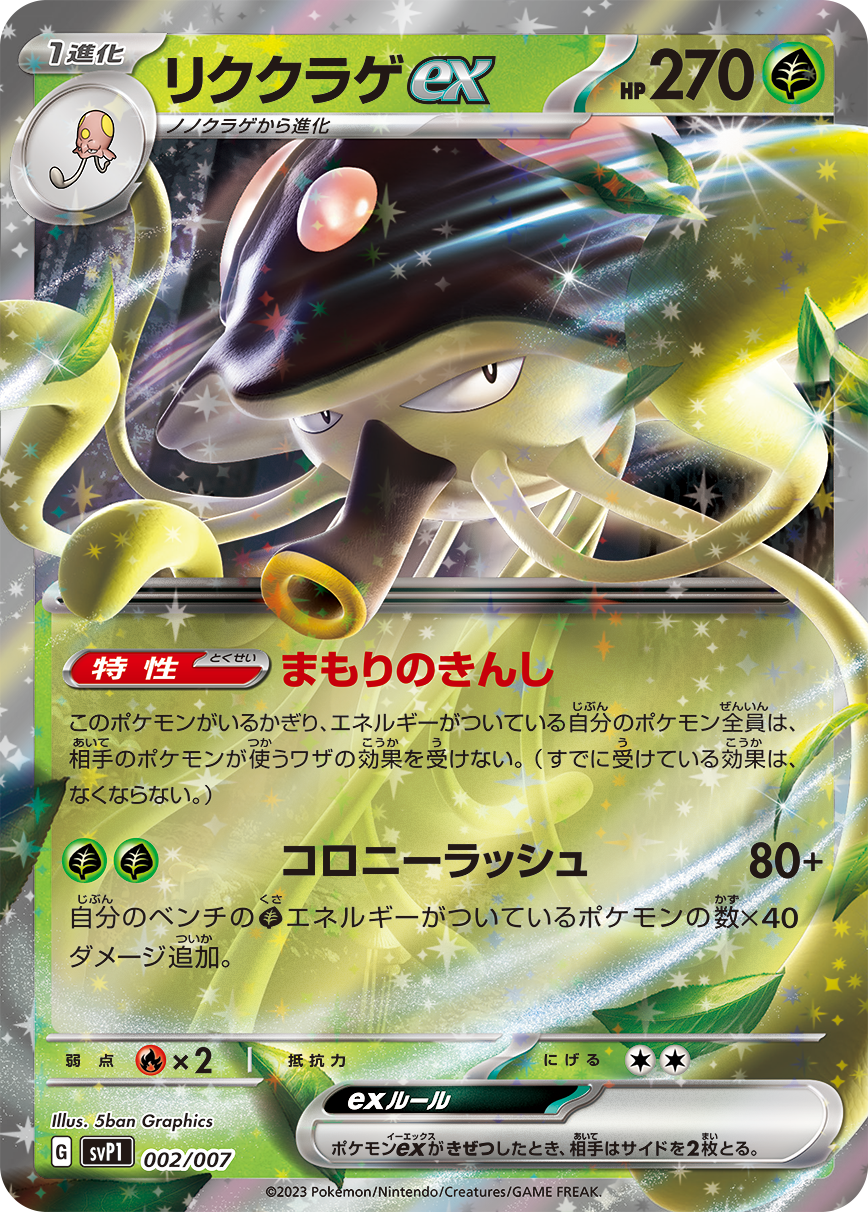 1進化
リククラゲex
HP270
ノノクラゲから進化
特性
とくせい
まもりのきんし
このポケモンがいるかぎり、エネルギーがついている自分のポケモン全員は、
相手のポケモンが使うワザの効果を受けない。(すでに受けている効果は、
なくならない。)
コロニーラッシュ 80+
自分のベンチのエネルギーがついているポケモンの数×40
ダメージ追加。
弱点 ×2 抵抗力 にげる
exルール
ポケモンexがきぜつしたとき、相手はサイドを2枚とる。
Illus. 5ban Graphics
G svP1 002/007
©2023 Pokémon/Nintendo/Creatures/GAME FREAK.